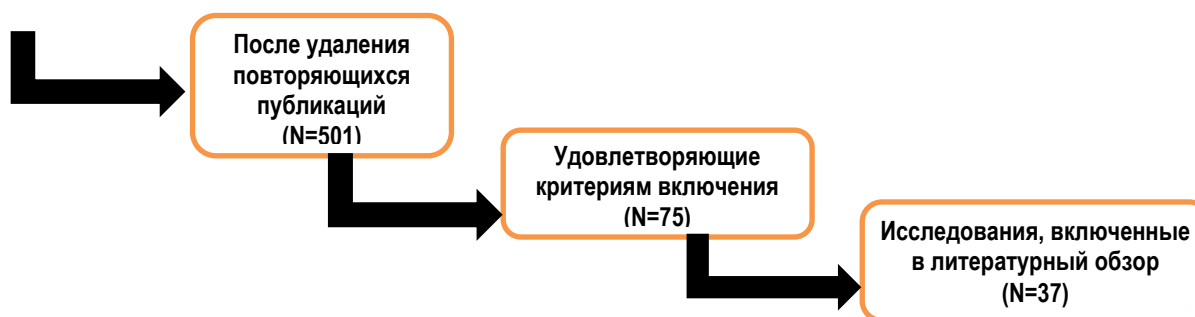 После удаления
повторяющихся
публикаций
(N=501)
Удовлетворяющие
критериям включения
(N=75)
Исследования, включенные
в литературный обзор
(N=37)